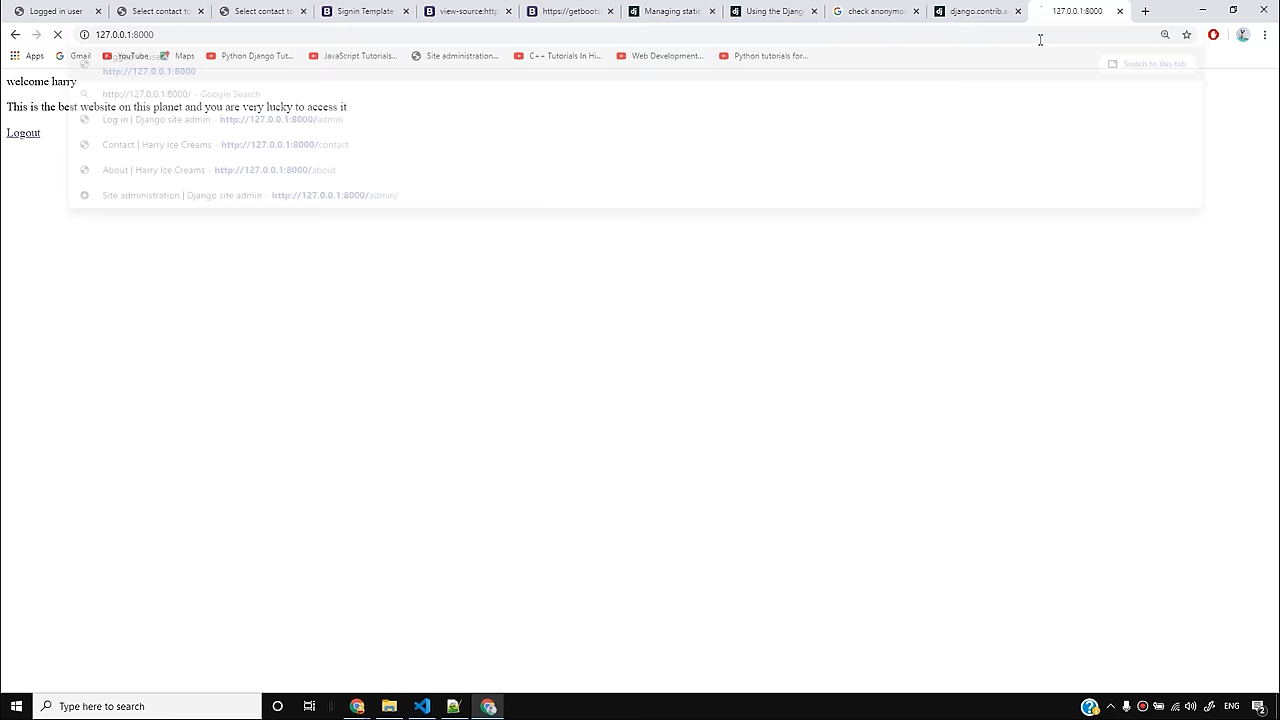 Logged in user
Select contact to
Select contact to
Signin Template
view-source:http
https://getboots
Managing static
Using the Djang
check anonymou
django.contrib.a
127.0.0.1:8000
127.0.0.1:8000
Apps
Gmail
YouTube
Maps
Python Django Tut...
JavaScript Tutorials...
Site administration...
C++ Tutorials In Hi...
Web Development...
Python tutorials for...
http://127.0.0.1:8000
Switch to this tab
welcome harry
http://127.0.0.1:8000/ - Google Search
This is the best website on this planet and you are very lucky to access it
Log in | Django site admin - http://127.0.0.1:8000/admin
Logout
Contact | Harry Ice Creams - http://127.0.0.1:8000/contact
About | Harry Ice Creams - http://127.0.0.1:8000/about
Site administration | Django site admin - http://127.0.0.1:8000/admin/
Type here to search
ENG